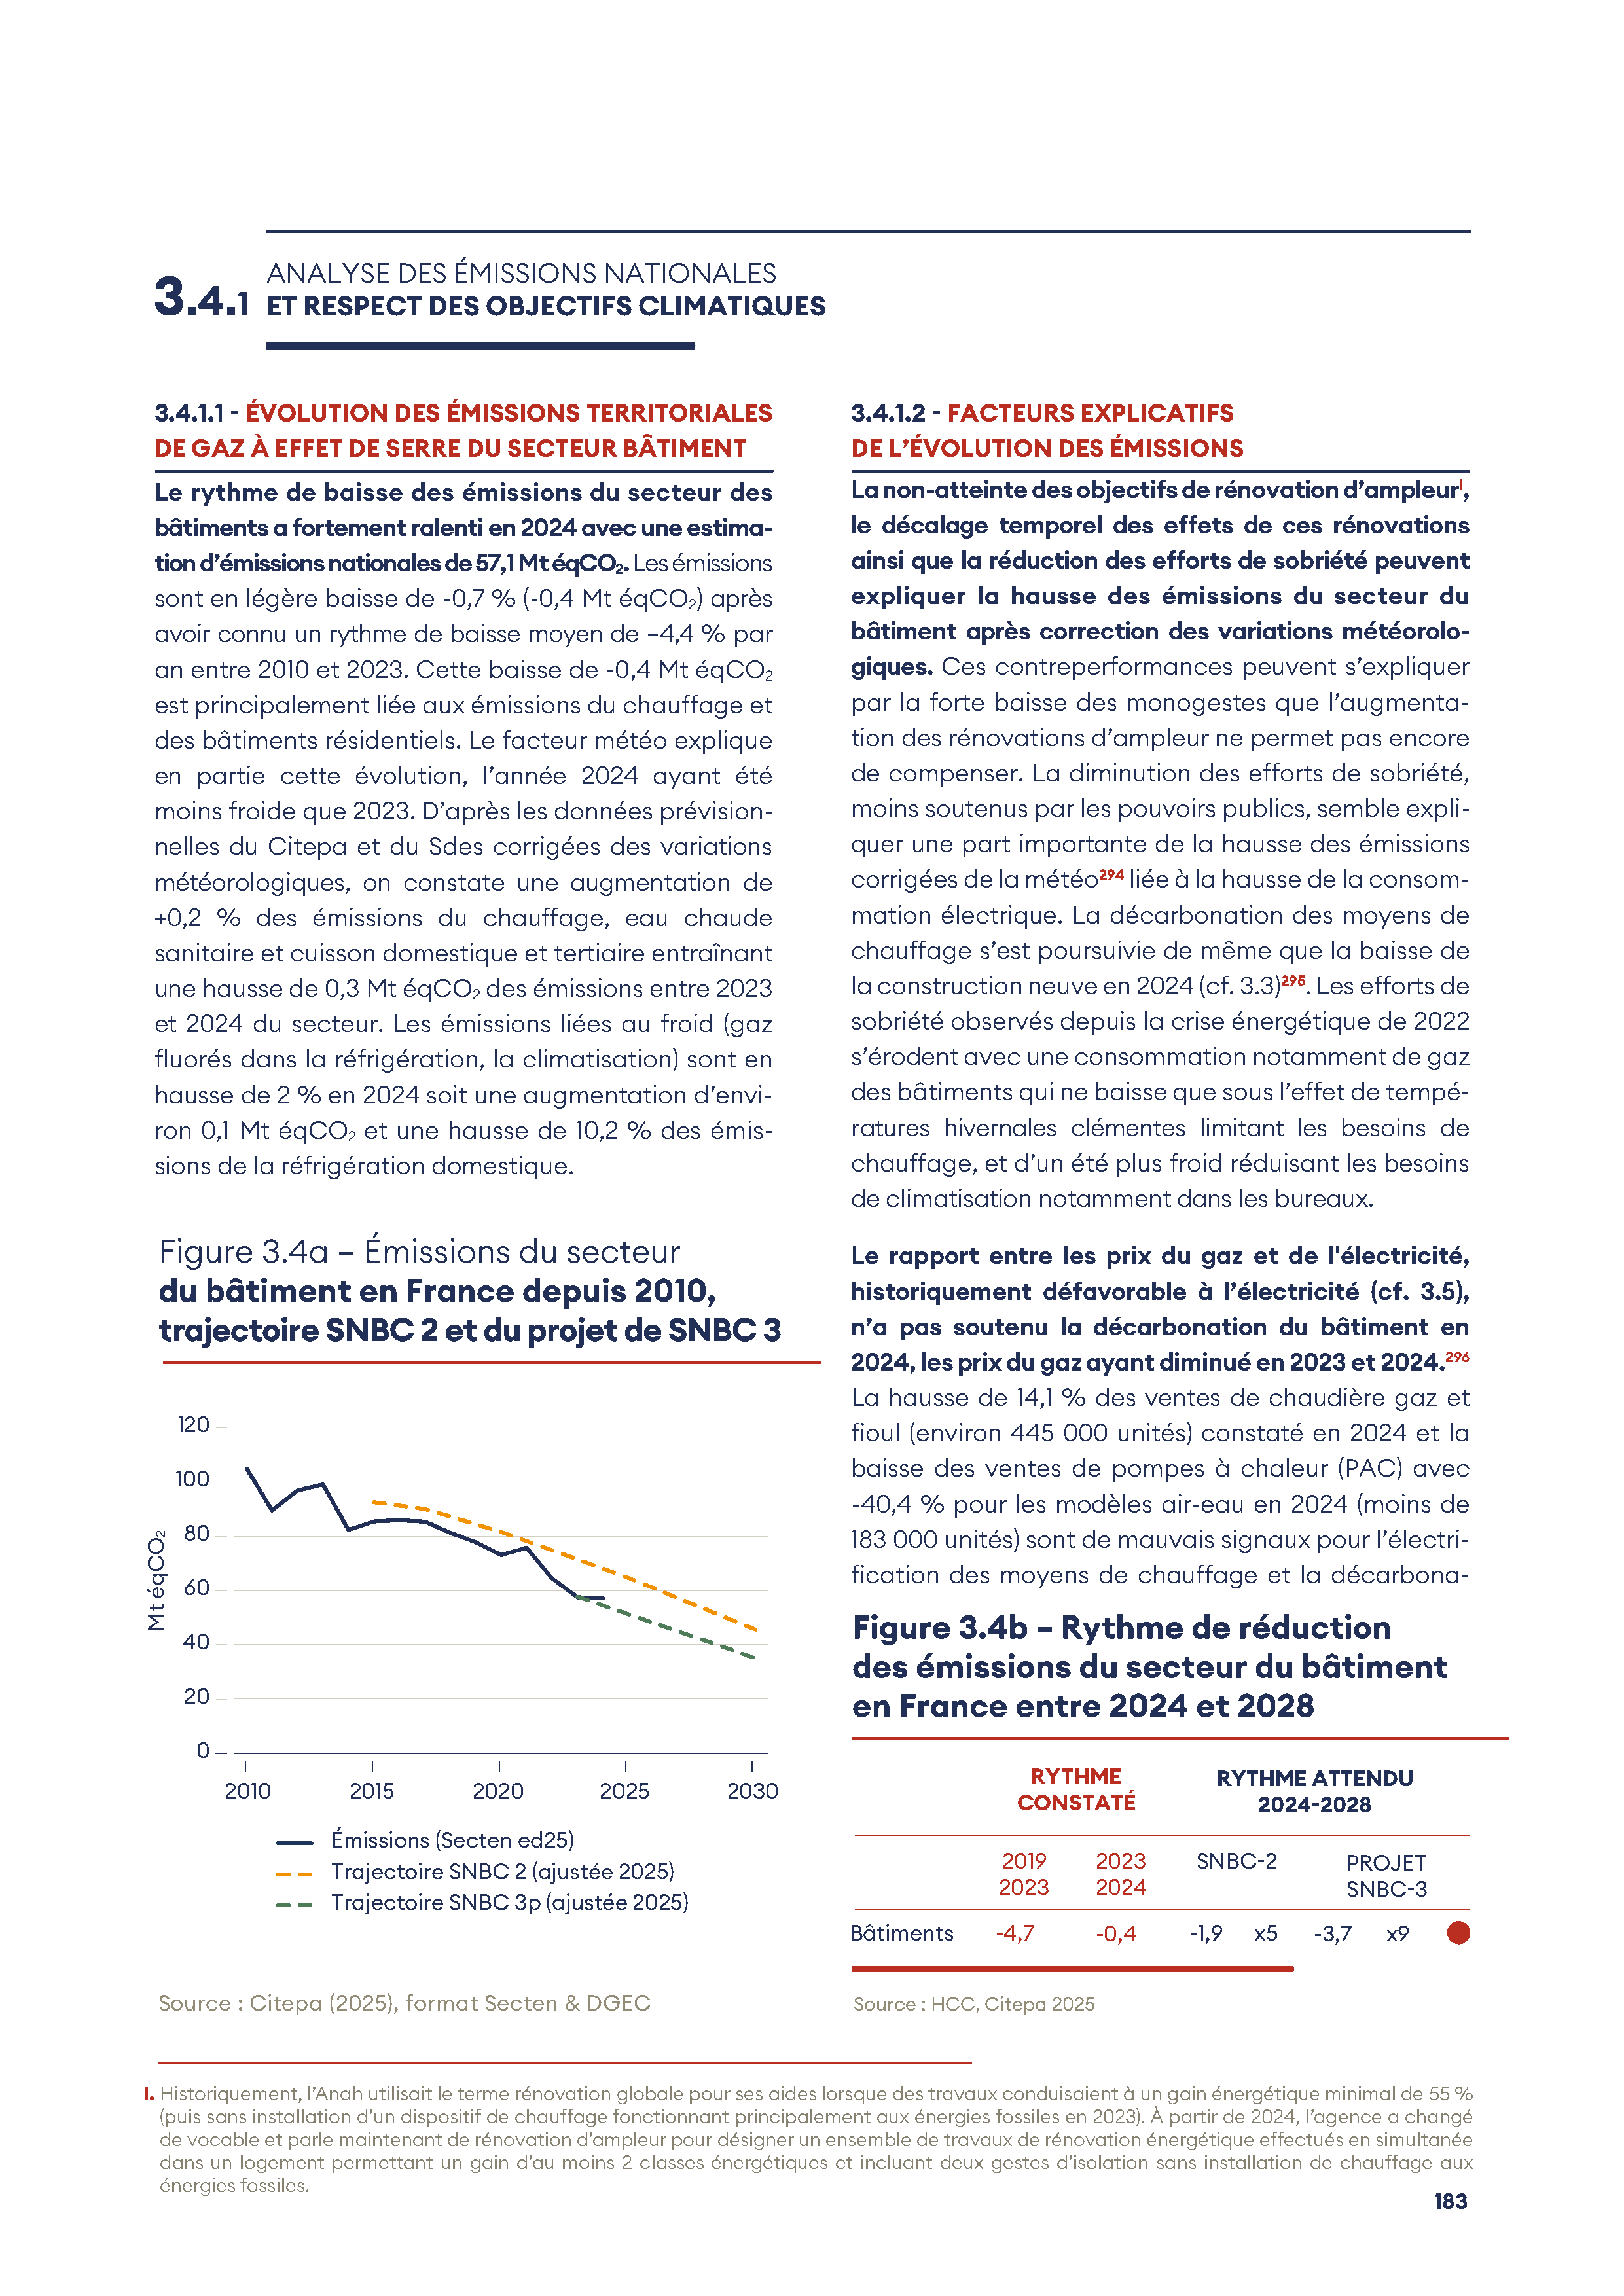 3.4.1 ANALYSE DES ÉMISSIONS NATIONALES
ET RESPECT DES OBJECTIFS CLIMATIQUES
3.4.1.1 - ÉVOLUTION DES ÉMISSIONS TERRITORIALES
DE GAZ À EFFET DE SERRE DU SECTEUR BÂTIMENT
Le rythme de baisse des émissions du secteur des
bâtiments a fortement ralenti en 2024 avec une estima-
tion d'émissions nationales de 57,1 Mt éqCO₂. Les émissions
sont en légère baisse de -0,7 % (-0,4 Mt éqCO₂) après
avoir connu un rythme de baisse moyen de –4,4 % par
an entre 2010 et 2023. Cette baisse de -0,4 Mt éqCO₂
est principalement liée aux émissions du chauffage et
des bâtiments résidentiels. Le facteur météo explique
en partie cette évolution, l'année 2024 ayant été
moins froide que 2023. D'après les données prévision-
nelles du Citepa et du Sdes corrigées des variations
météorologiques, on constate une augmentation de
+0,2 % des émissions du chauffage, eau chaude
sanitaire et cuisson domestique et tertiaire entraînant
une hausse de 0,3 Mt éqCO₂ des émissions entre 2023
et 2024 du secteur. Les émissions liées au froid (gaz
fluorés dans la réfrigération, la climatisation) sont en
hausse de 2 % en 2024 soit une augmentation d'envi-
ron 0,1 Mt éqCO₂ et une hausse de 10,2 % des émis-
sions de la réfrigération domestique.
Figure 3.4a – Émissions du secteur
du bâtiment en France depuis 2010,
trajectoire SNBC 2 et du projet de SNBC 3
Mt éqCO₂
120
100
80
60
40
20
0
2010 2015 2020 2025 2030
Émissions (Secten ed25)
Trajectoire SNBC 2 (ajustée 2025)
Trajectoire SNBC 3p (ajustée 2025)
Source : Citepa (2025), format Secten & DGEC
3.4.1.2 - FACTEURS EXPLICATIFS
DE L'ÉVOLUTION DES ÉMISSIONS
La non-atteinte des objectifs de rénovation d'ampleurᴵ,
le décalage temporel des effets de ces rénovations
ainsi que la réduction des efforts de sobriété peuvent
expliquer la hausse des émissions du secteur du
bâtiment après correction des variations météorolo-
giques. Ces contreperformances peuvent s'expliquer
par la forte baisse des monogestes que l'augmenta-
tion des rénovations d'ampleur ne permet pas encore
de compenser. La diminution des efforts de sobriété,
moins soutenus par les pouvoirs publics, semble expli-
quer une part importante de la hausse des émissions
corrigées de la météo²⁹⁴ liée à la hausse de la consom-
mation électrique. La décarbonation des moyens de
chauffage s'est poursuivie de même que la baisse de
la construction neuve en 2024 (cf. 3.3)²⁹⁵. Les efforts de
sobriété observés depuis la crise énergétique de 2022
s'érodent avec une consommation notamment de gaz
des bâtiments qui ne baisse que sous l'effet de tempé-
ratures hivernales clémentes limitant les besoins de
chauffage, et d'un été plus froid réduisant les besoins
de climatisation notamment dans les bureaux.
Le rapport entre les prix du gaz et de l'électricité,
historiquement défavorable à l'électricité (cf. 3.5),
n'a pas soutenu la décarbonation du bâtiment en
2024, les prix du gaz ayant diminué en 2023 et 2024.²⁹⁶
La hausse de 14,1 % des ventes de chaudière gaz et
fioul (environ 445 000 unités) constaté en 2024 et la
baisse des ventes de pompes à chaleur (PAC) avec
-40,4 % pour les modèles air-eau en 2024 (moins de
183 000 unités) sont de mauvais signaux pour l'électri-
fication des moyens de chauffage et la décarbona-
Figure 3.4b – Rythme de réduction
des émissions du secteur du bâtiment
en France entre 2024 et 2028
RYTHME RYTHME ATTENDU
CONSTATÉ 2024-2028
2019 2023 SNBC-2 PROJET
2023 2024 SNBC-3
Bâtiments -4,7 -0,4 -1,9 x5 -3,7 x9
Source : HCC, Citepa 2025
I. Historiquement, l'Anah utilisait le terme rénovation globale pour ses aides lorsque des travaux conduisaient à un gain énergétique minimal de 55 %
(puis sans installation d'un dispositif de chauffage fonctionnant principalement aux énergies fossiles en 2023). À partir de 2024, l'agence a changé
de vocable et parle maintenant de rénovation d'ampleur pour désigner un ensemble de travaux de rénovation énergétique effectués en simultanée
dans un logement permettant un gain d'au moins 2 classes énergétiques et incluant deux gestes d'isolation sans installation de chauffage aux
énergies fossiles.
183